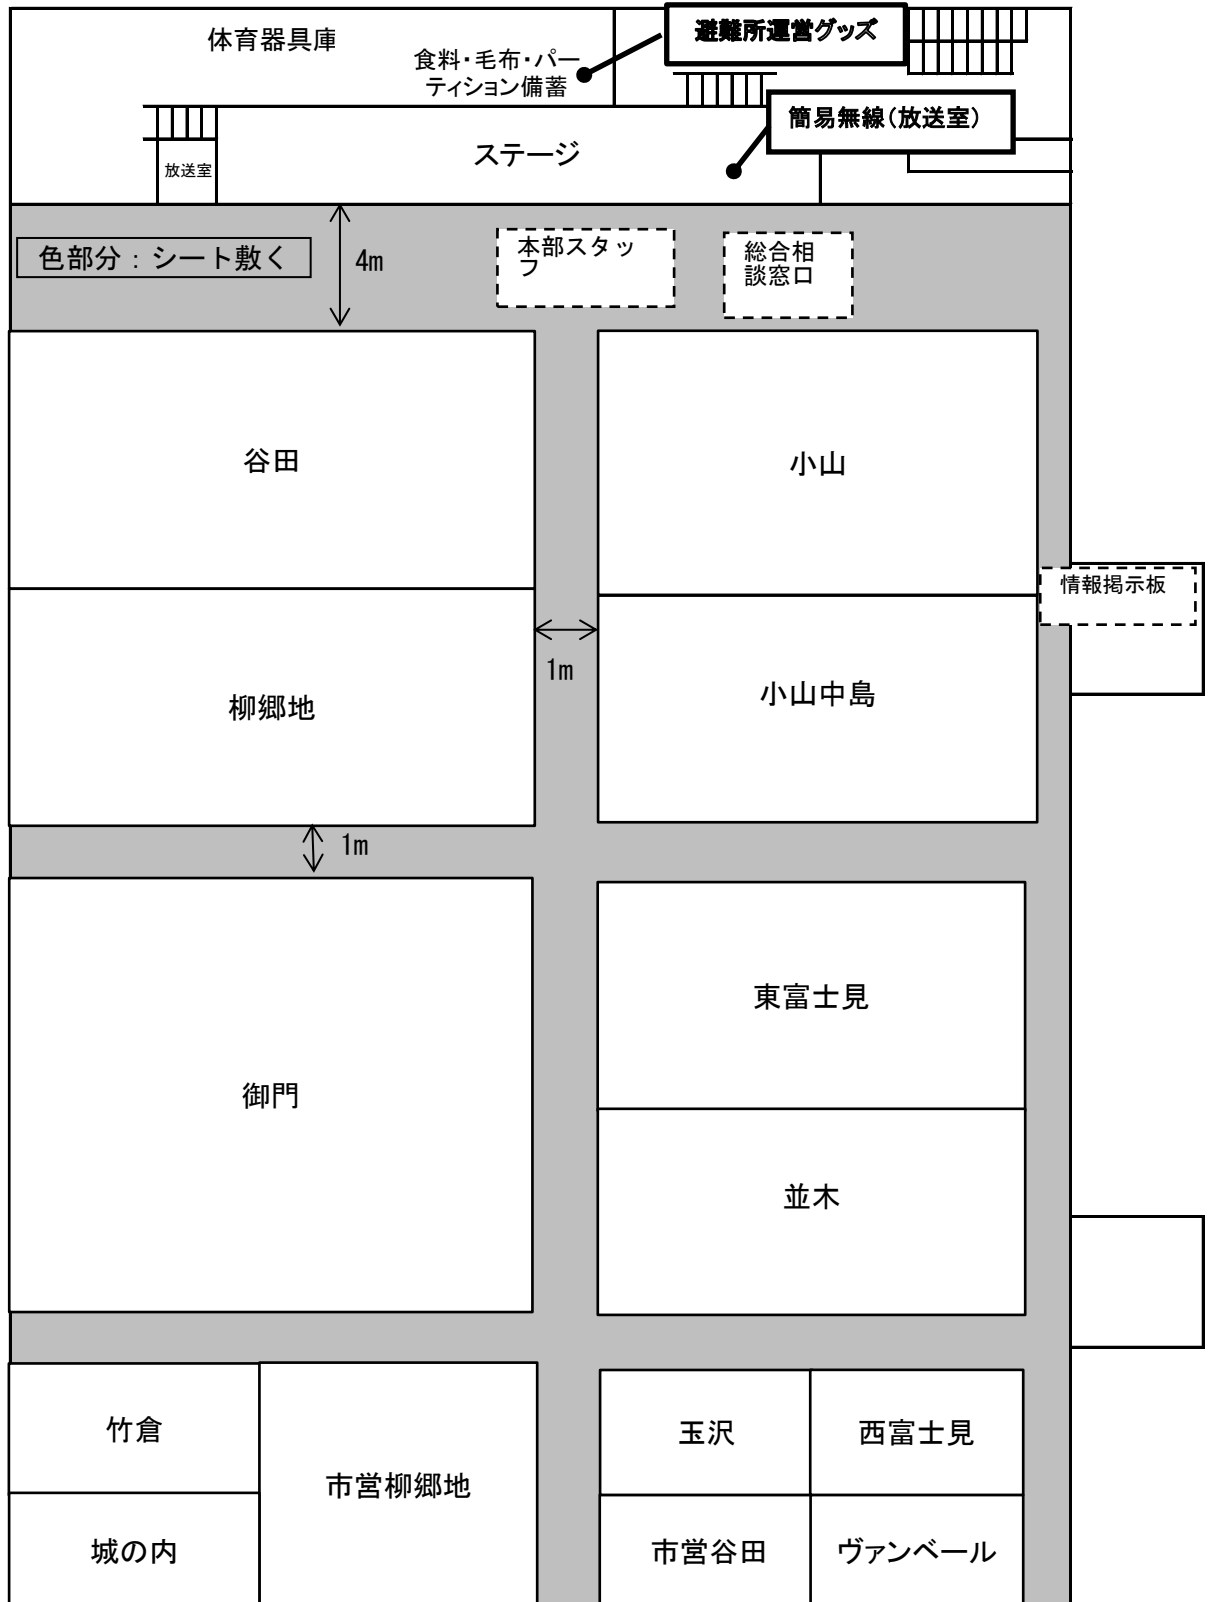 体育器具庫
避難所運営グッズ
食料・毛布・パー
ティション備蓄
簡易無線(放送室)
ステージ
放送室
色部分：シート敷く
4m
本部スタッ
フ
総合相
談窓口
谷田
小山
情報掲示板
1m
柳郷地
小山中島
1m
東富士見
御門
並木
竹倉
市営柳郷地
玉沢
西富士見
城の内
市営谷田
ヴァンベール